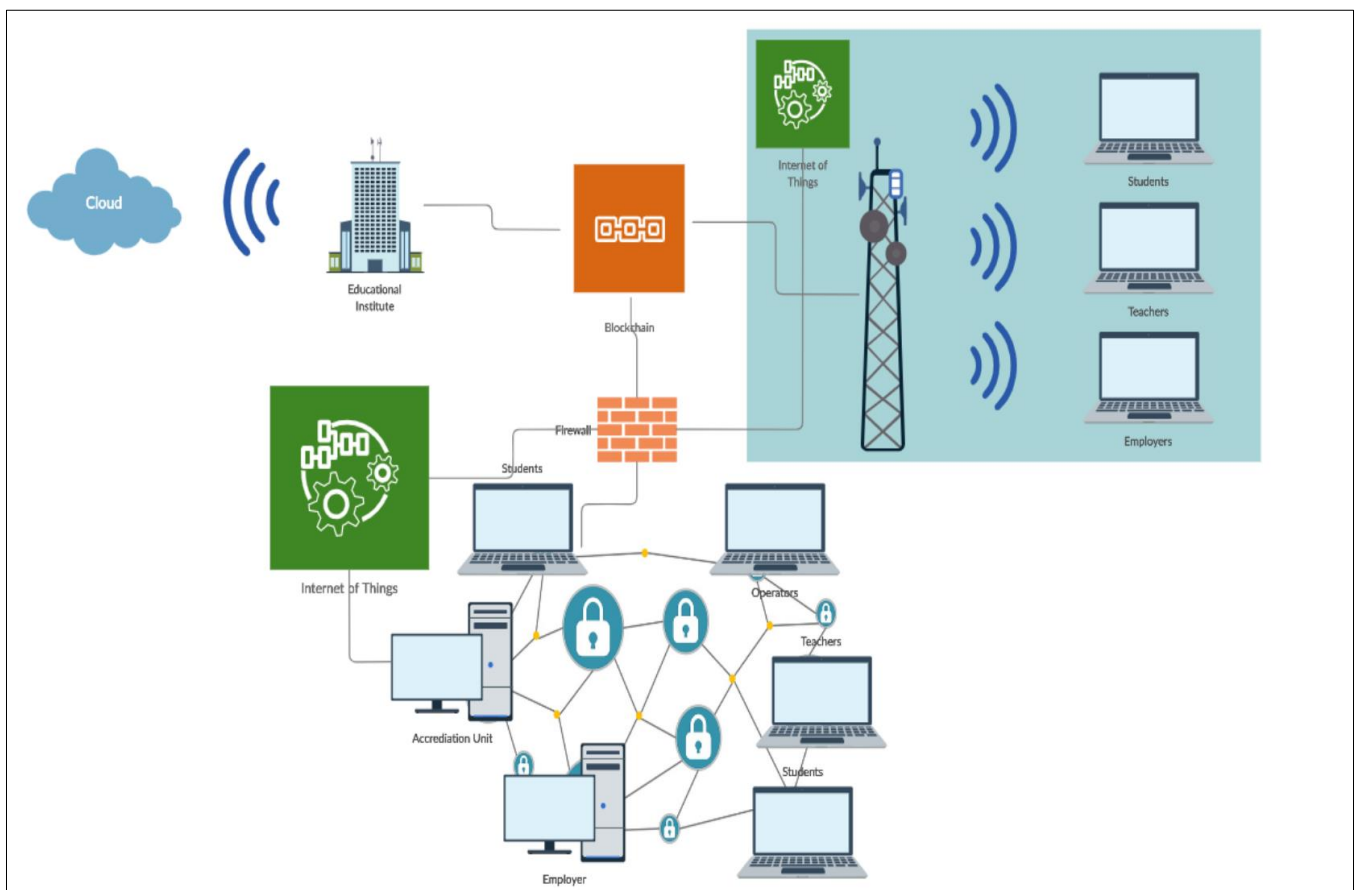 Cloud
Educational
Institute
Blockchain
Internet of
Things
Students
Teachers
Employers
Firewall
Students
Internet of Things
Operators
Teachers
Accrediation Unit
Students
Employer